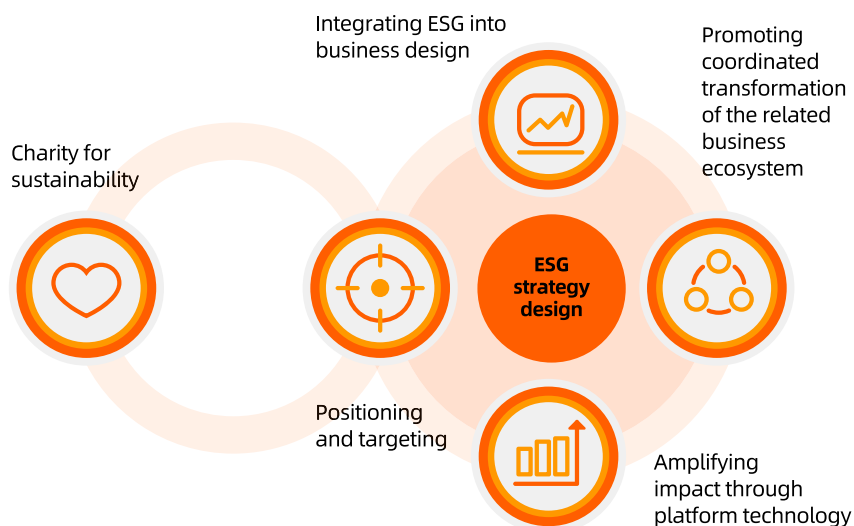 Integrating ESG into
business design
Promoting
coordinated
transformation
of the related
business
ecosystem
Charity for
sustainability
ESG
strategy
design
Positioning
and targeting
Amplifying
impact through
platform technology